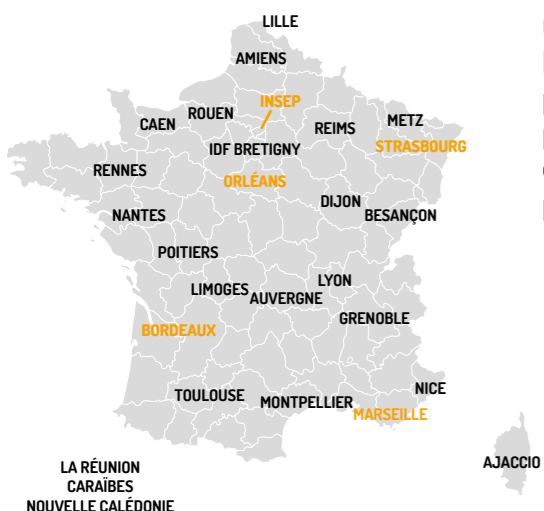 LILLE
AMIENS
INSEP
ROUEN
CAEN
REIMS
METZ
STRASBOURG
IDF BRETIGNY
RENNES
ORLÉANS
DIJON
BESANÇON
NANTES
POITIERS
LYON
LIMOGES
AUVERGNE
GRENOBLE
BORDEAUX
NICE
TOULOUSE
MONTPELLIER
MARSEILLE
AJACCIO
LA RÉUNION
CARAÏBES
NOUVELLE CALÉDONIE